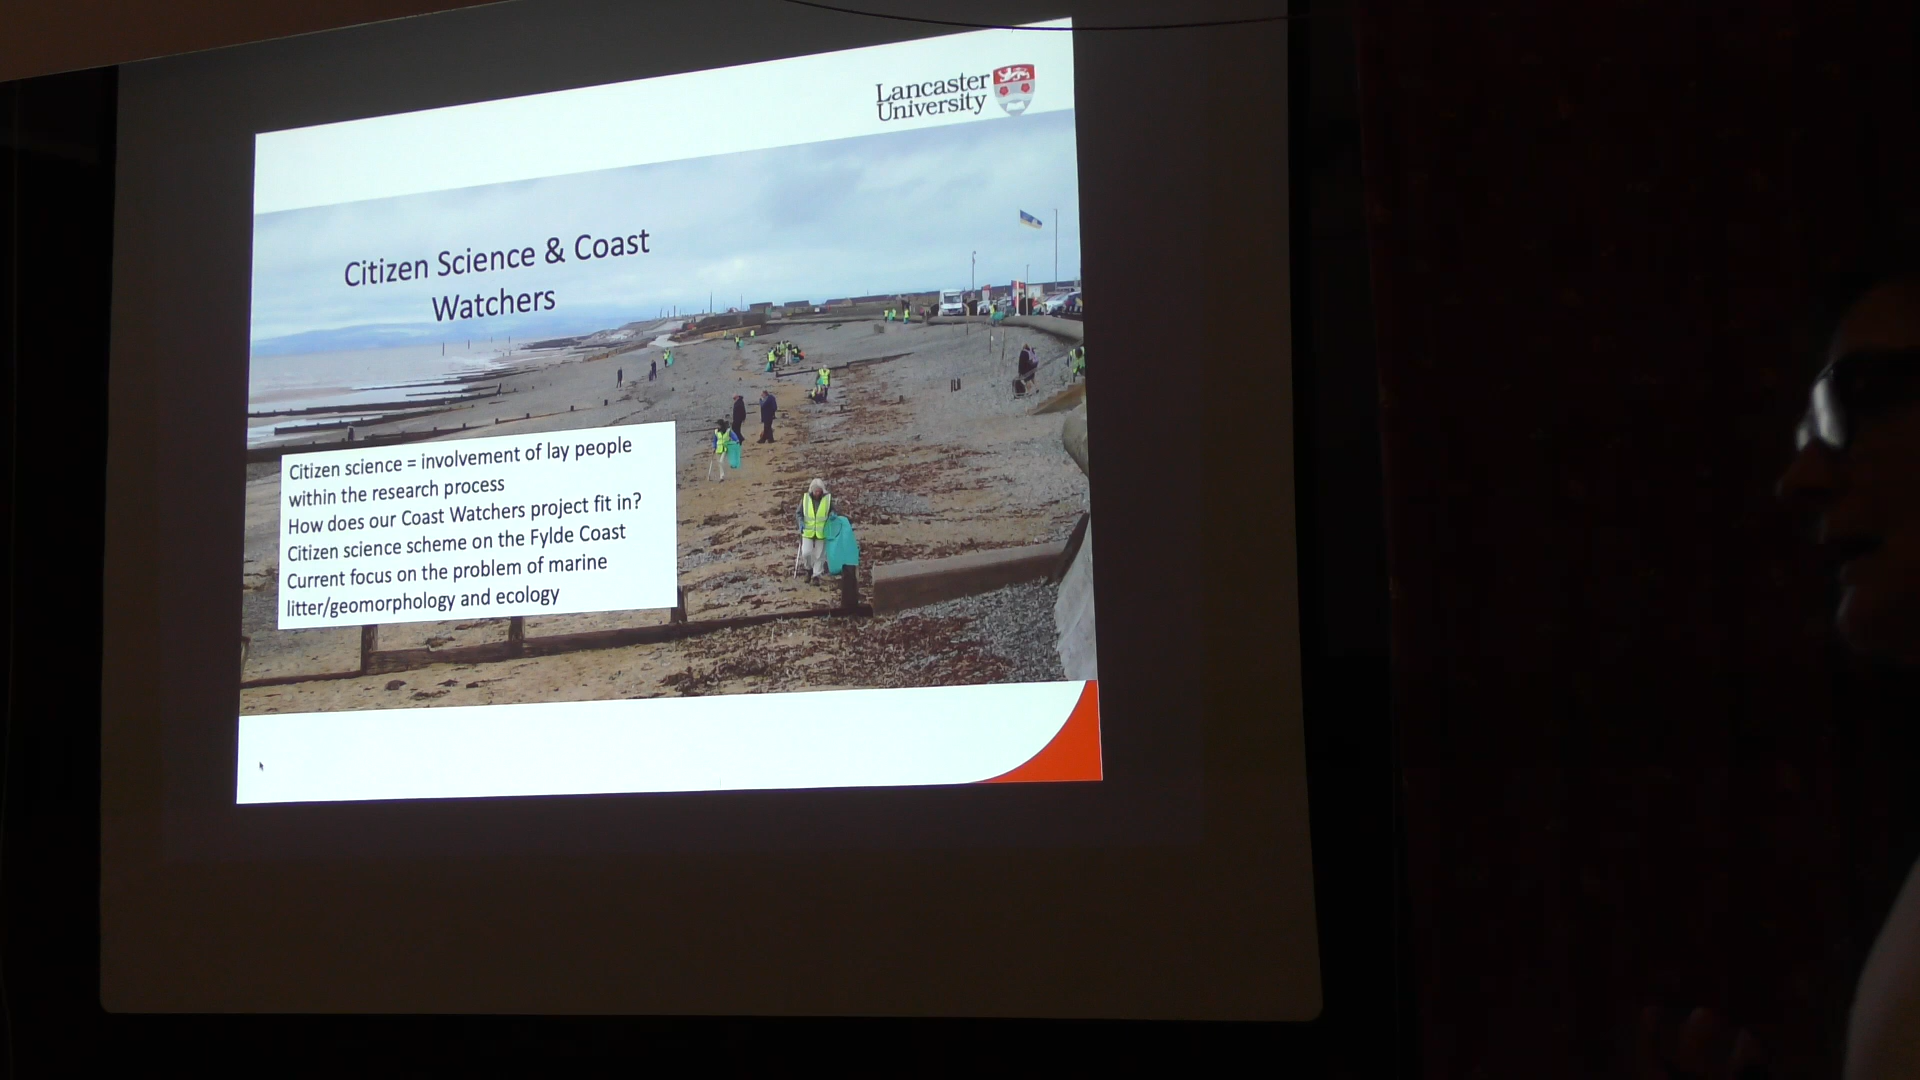 Lancaster
University
Citizen Science & Coast
Watchers
Citizen science = involvement of lay people
within the research process
How does our Coast Watchers project fit in?
Citizen science scheme on the Fylde Coast
Current focus on the problem of marine
litter/geomorphology and ecology